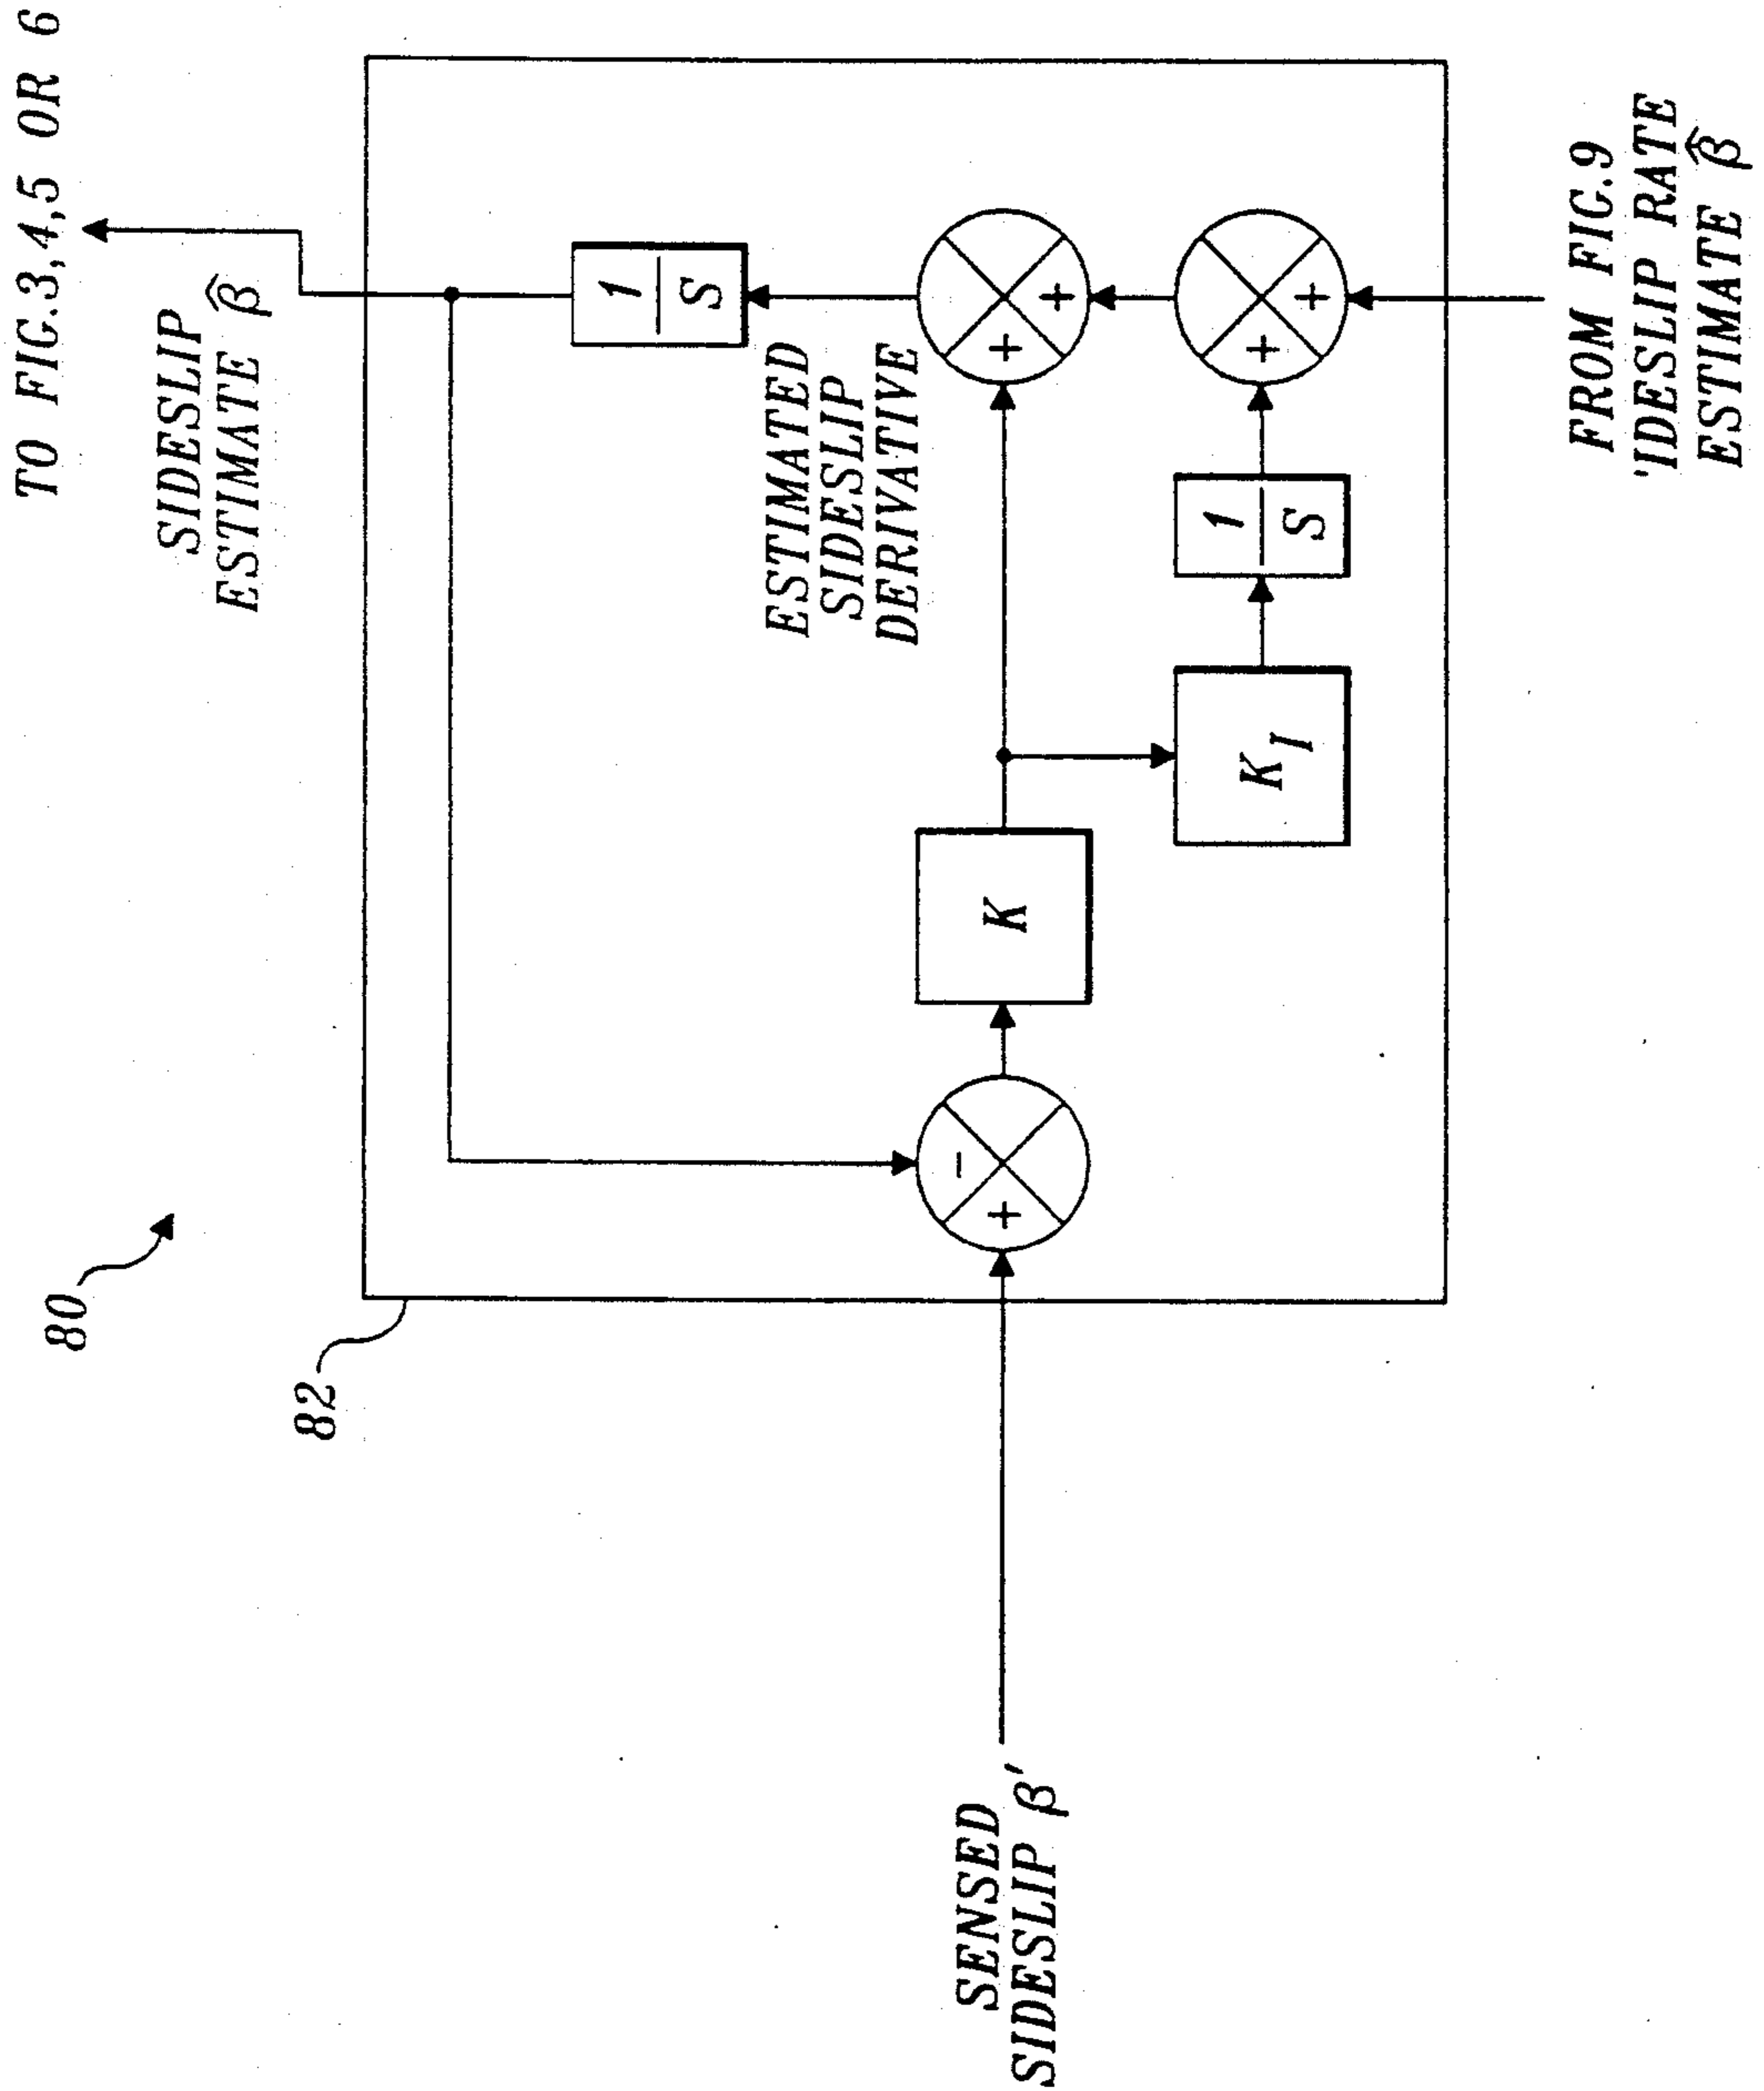 TO FIG.3,4,5 OR 6
SIDESLIP
ESTIMATE β̂
80
82
1
S
ESTIMATED
SIDESLIP
DERIVATIVE
+
+
-
+
K
K_I
1
S
+
+
SENSED
SIDESLIP β'
FROM FIG.9
'IDESLIP RATE
ESTIMATE β̂̂